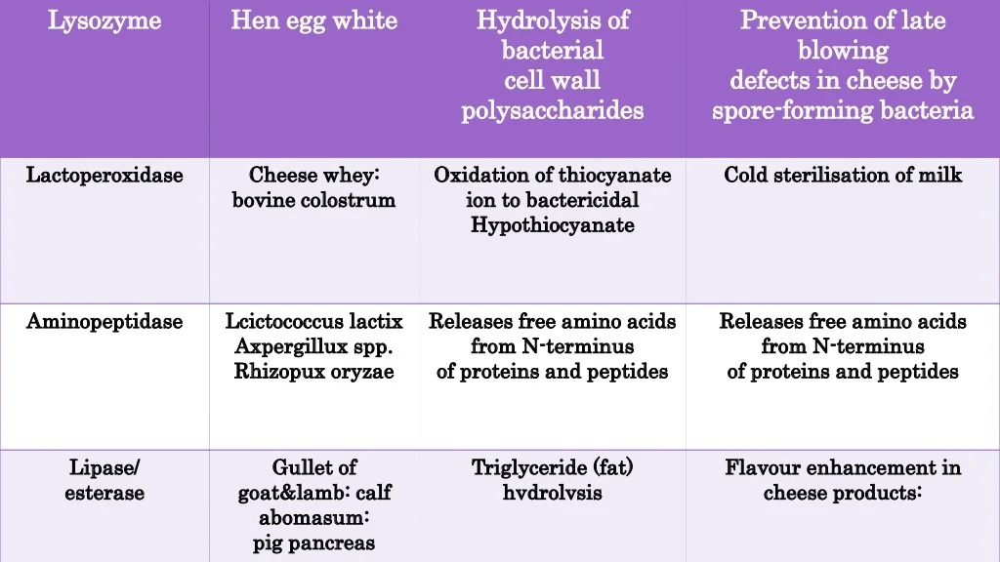 Lysozyme
Hen egg white
Hydrolysis of
bacterial
cell wall
polysaccharides
Prevention of late
blowing
defects in cheese by
spore-forming bacteria
Lactoperoxidase
Cheese whey:
bovine colostrum
Oxidation of thiocyanate
ion to bactericidal
Hypothiocyanate
Cold sterilisation of milk
Aminopeptidase
Lcictococcus lactix
Axpergillux spp.
Rhizopux oryzae
Releases free amino acids
from N-terminus
of proteins and peptides
Releases free amino acids
from N-terminus
of proteins and peptides
Lipase/
esterase
Gullet of
goat&lamb: calf
abomasum:
pig pancreas
Triglyceride (fat)
hvdrolvsis
Flavour enhancement in
cheese products: